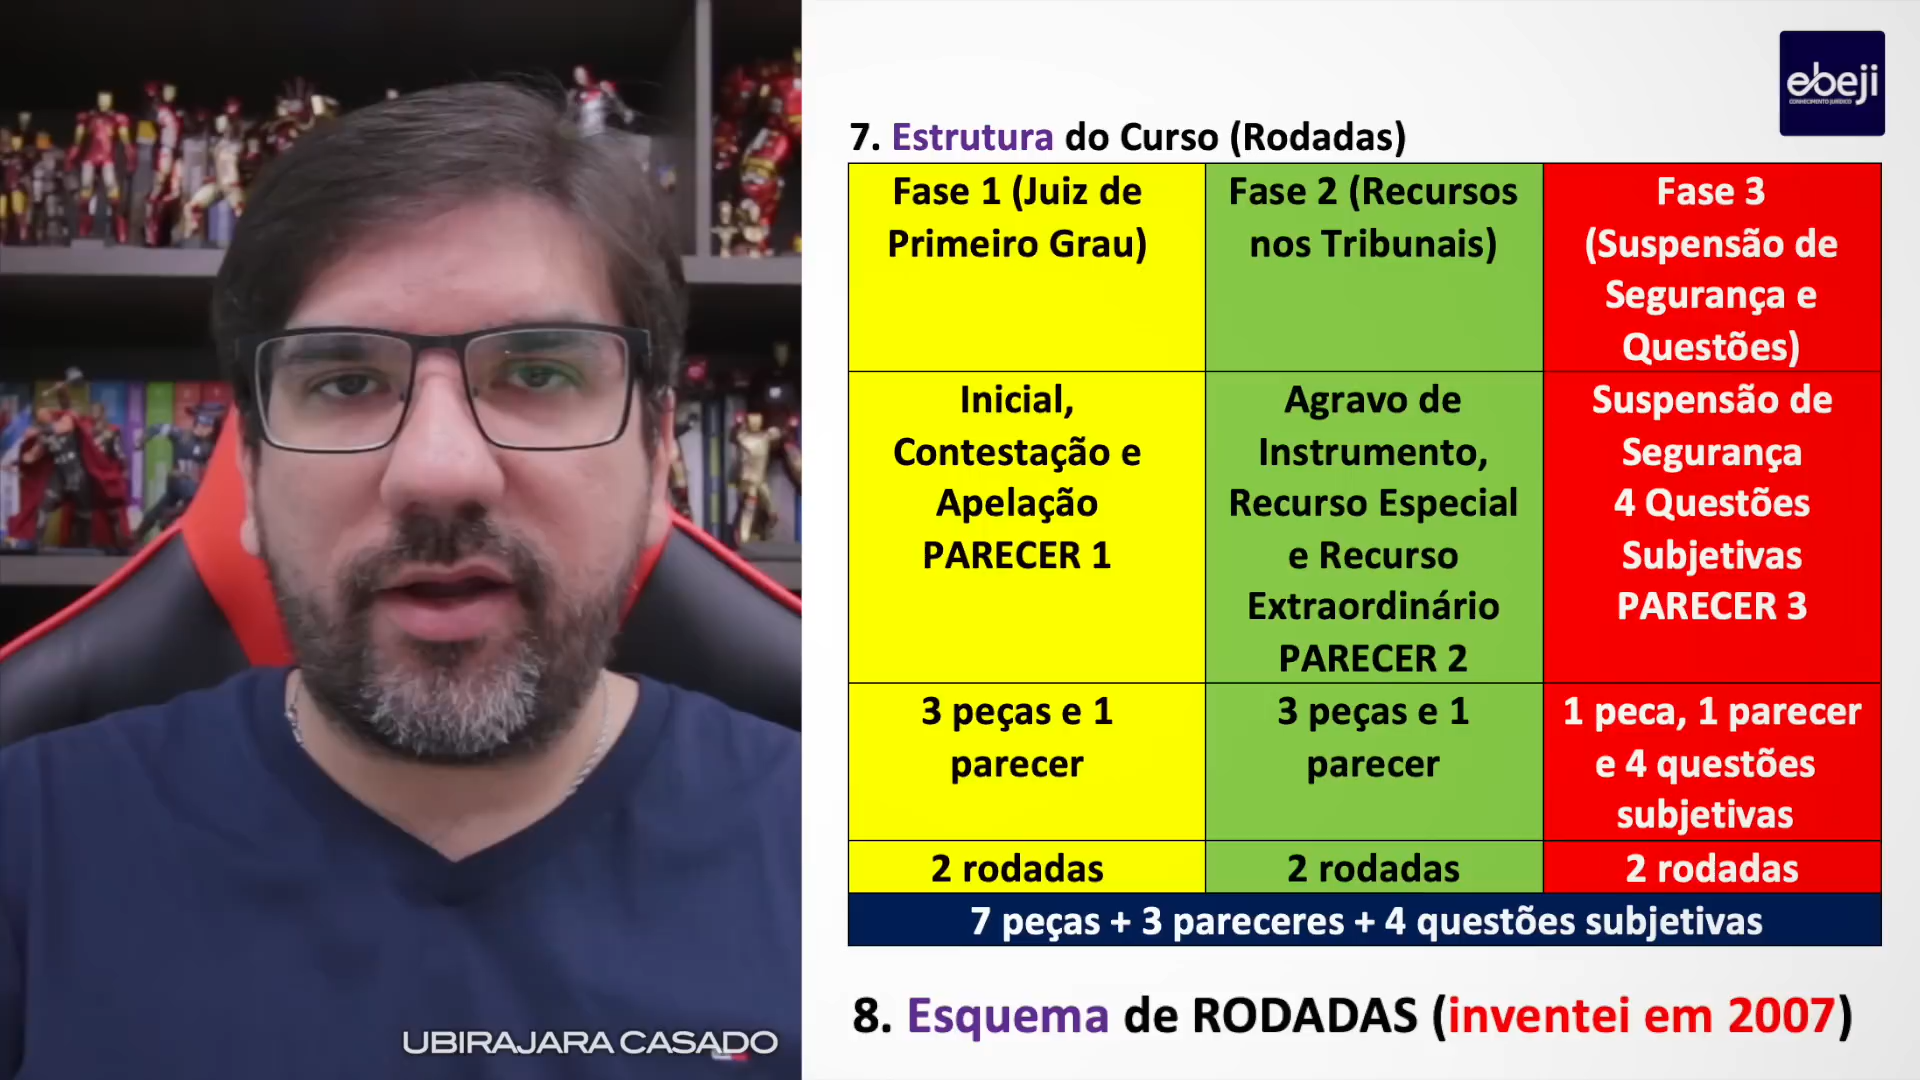 ebeji
CONHECIMENTO JURÍDICO
7. Estrutura do Curso (Rodadas)
Fase 1 (Juiz de
Primeiro Grau)
Fase 2 (Recursos
nos Tribunais)
Fase 3
(Suspensão de
Segurança e
Questões)
Inicial,
Contestação e
Apelação
PARECER 1
Agravo de
Instrumento,
Recurso Especial
e Recurso
Extraordinário
PARECER 2
Suspensão de
Segurança
4 Questões
Subjetivas
PARECER 3
3 peças e 1
parecer
3 peças e 1
parecer
1 peca, 1 parecer
e 4 questões
subjetivas
2 rodadas
2 rodadas
2 rodadas
7 peças + 3 pareceres + 4 questões subjetivas
8. Esquema de RODADAS (inventei em 2007)
UBIRAJARA CASADO